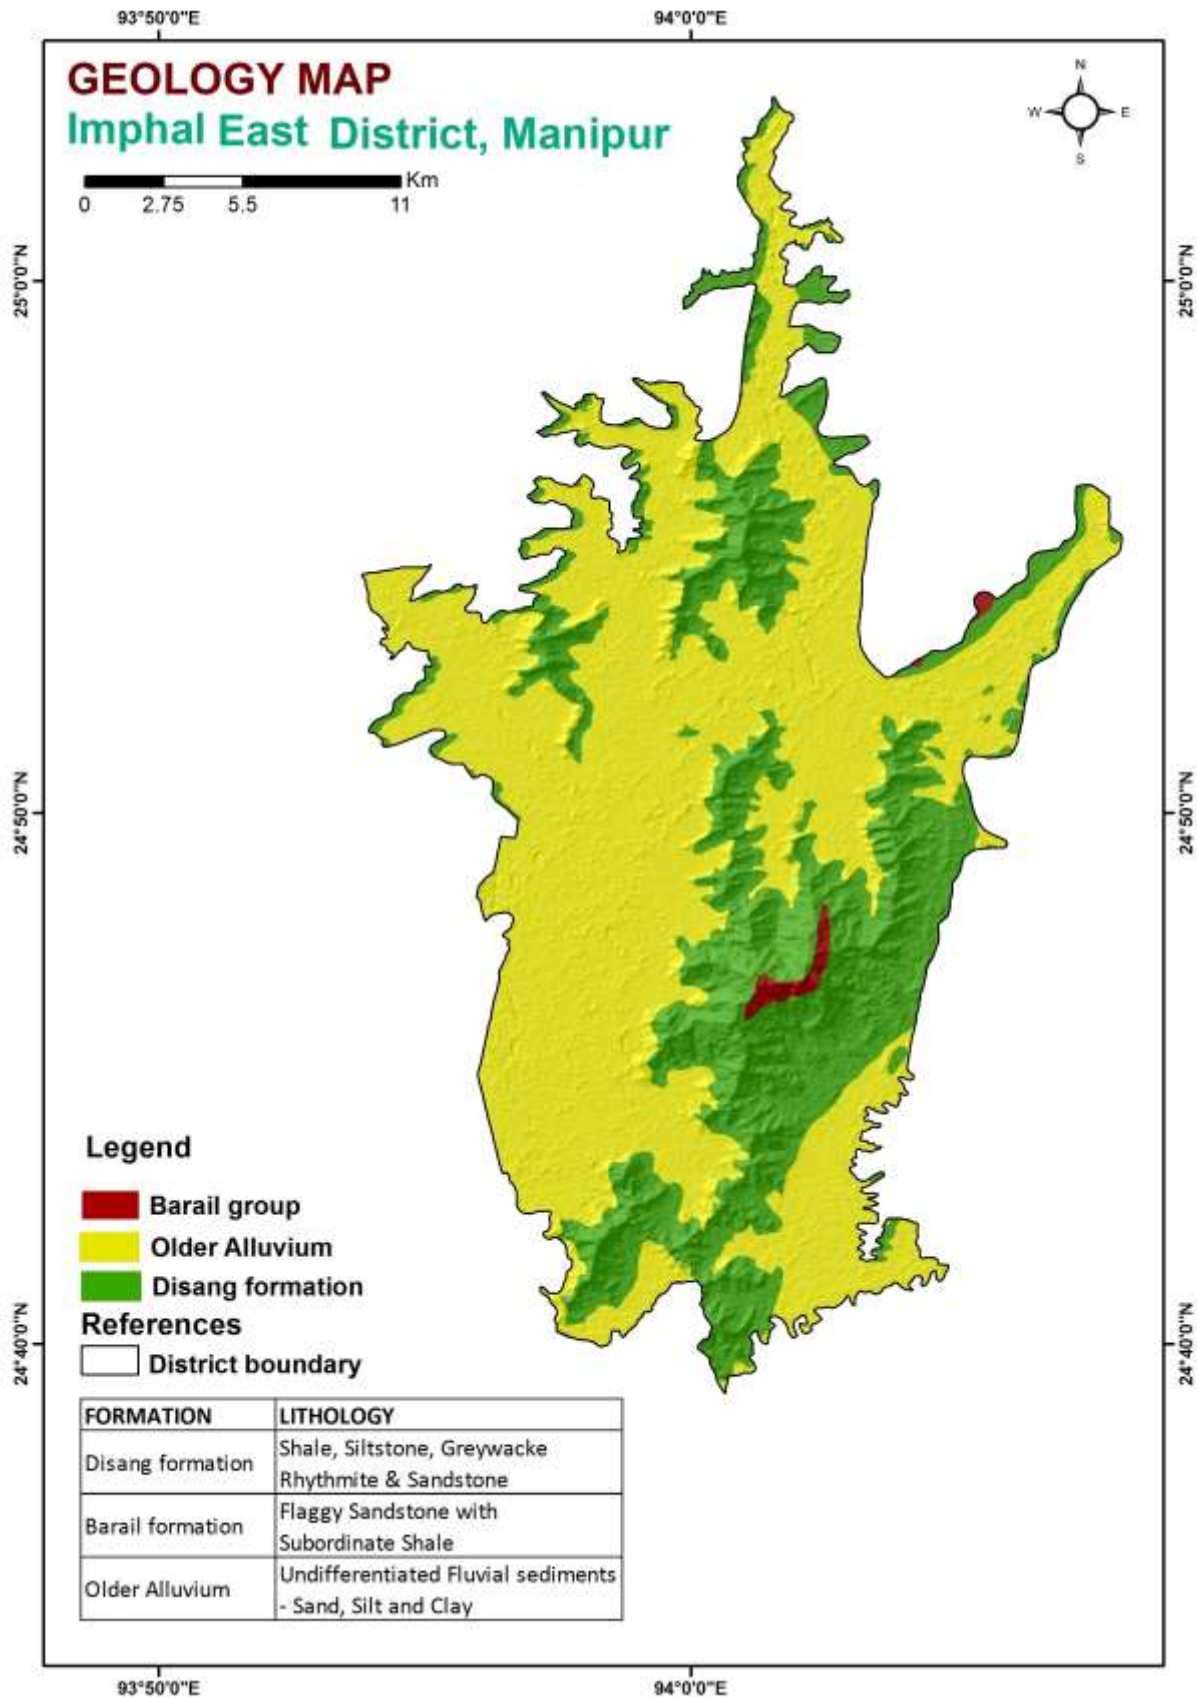 93°50'0"E 94°0'0"E
GEOLOGY MAP
Imphal East District, Manipur
N
W E
S
Km
0 2.75 5.5 11
25°0'0"N 25°0'0"N
24°50'0"N 24°50'0"N
Legend
Barail group
Older Alluvium
Disang formation
References
District boundary
24°40'0"N 24°40'0"N
FORMATION LITHOLOGY
Disang formation Shale, Siltstone, Greywacke
Rhythmite & Sandstone
Barail formation Flaggy Sandstone with
Subordinate Shale
Older Alluvium Undifferentiated Fluvial sediments
- Sand, Silt and Clay
93°50'0"E 94°0'0"E